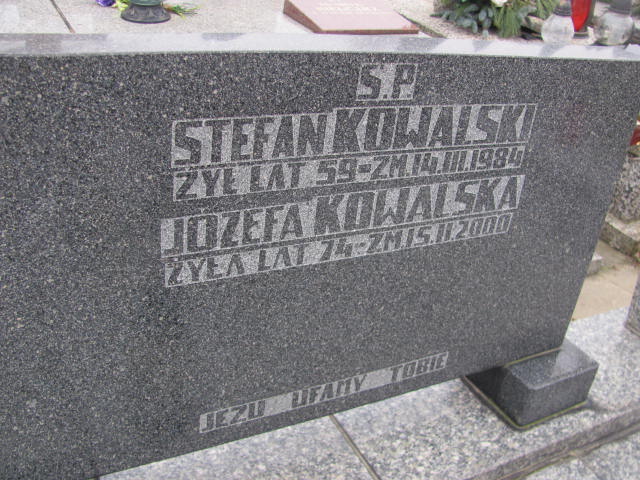 S.P
STEFAN KOWALSKI
ŻYŁ LAT 59-ZM.14.III.1984
JÓZEFA KOWALSKA
ŻYŁA LAT 74-ZM.15.II.2000
JEZU UFAMY TOBIE